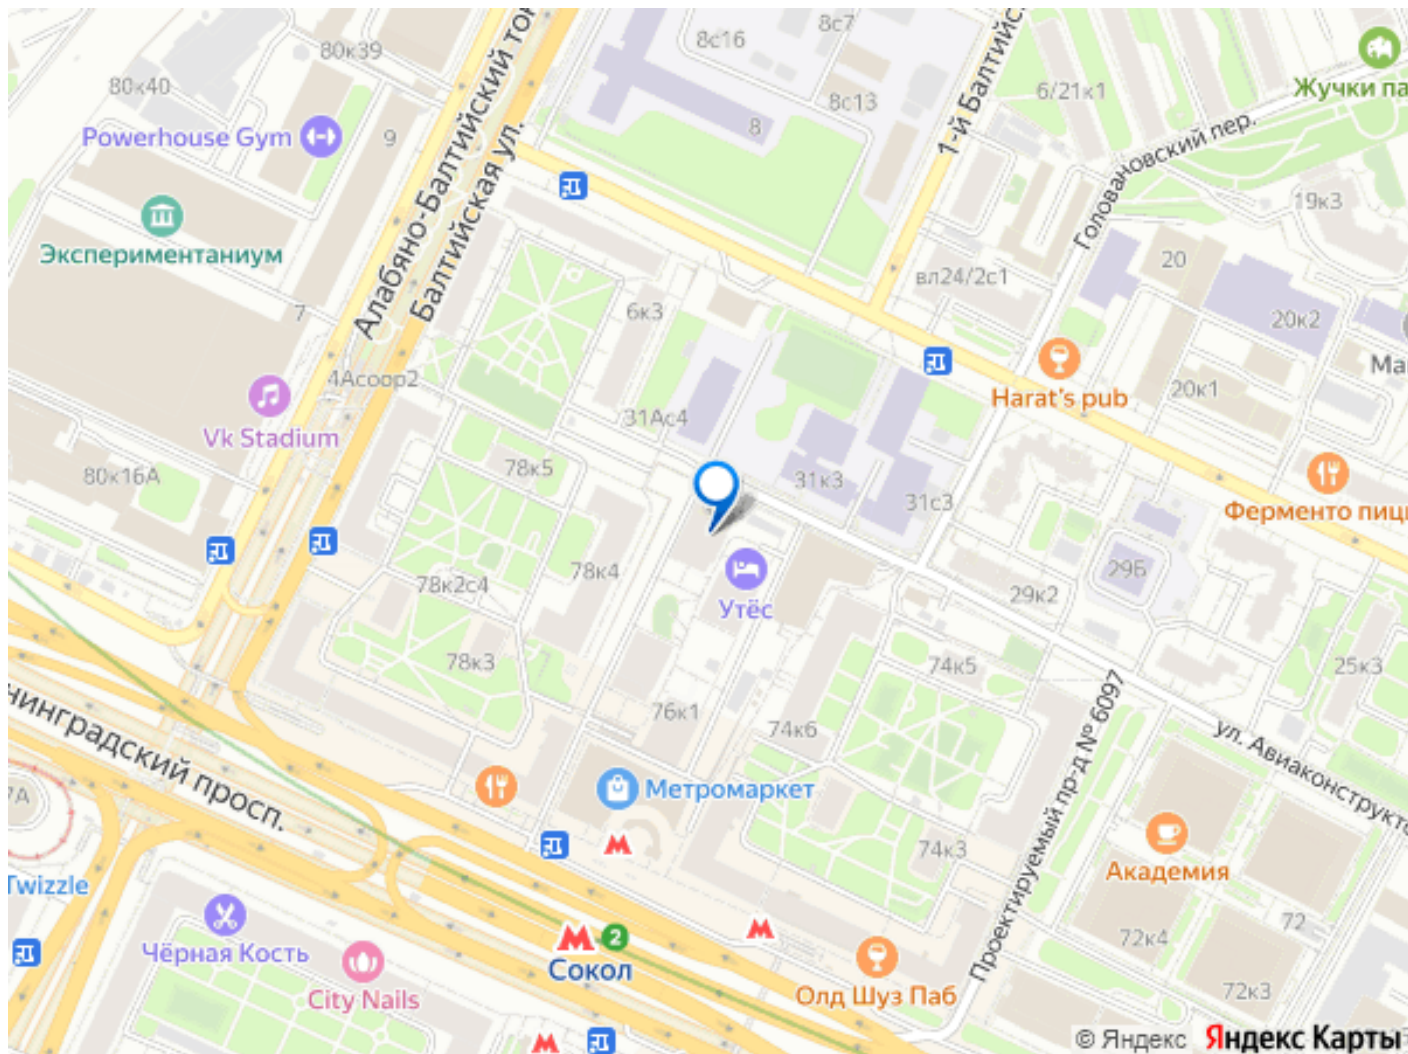 8с7
8с16
80к39
80к40
8с13
6/21к1
Жучки па
Powerhouse Gym
9
8
1-й Балтийс
Головановский пер.
Алабяно-Балтийский тон
Балтийская ул.
19к3
Экспериментаниум
20
вл24/2с1
7
6к3
20к2
4Асоор2
Ма
Harat's pub
20к1
31Ас4
Vk Stadium
80к16А
78к5
31к3
31с3
Ферменто пиц
78к4
29Б
78к2с4
29к2
Утёс
78к3
74к5
25к3
76к1
74к6
нинградский просп.
Проектируемый пр-д № 6097
ул. Авиаконструкто
7А
Метромаркет
74к3
Академия
Twizzle
72
Чёрная Кость
2
Сокол
72к4
City Nails
Олд Шуз Паб
72к3
© Яндекс Яндекс Карты